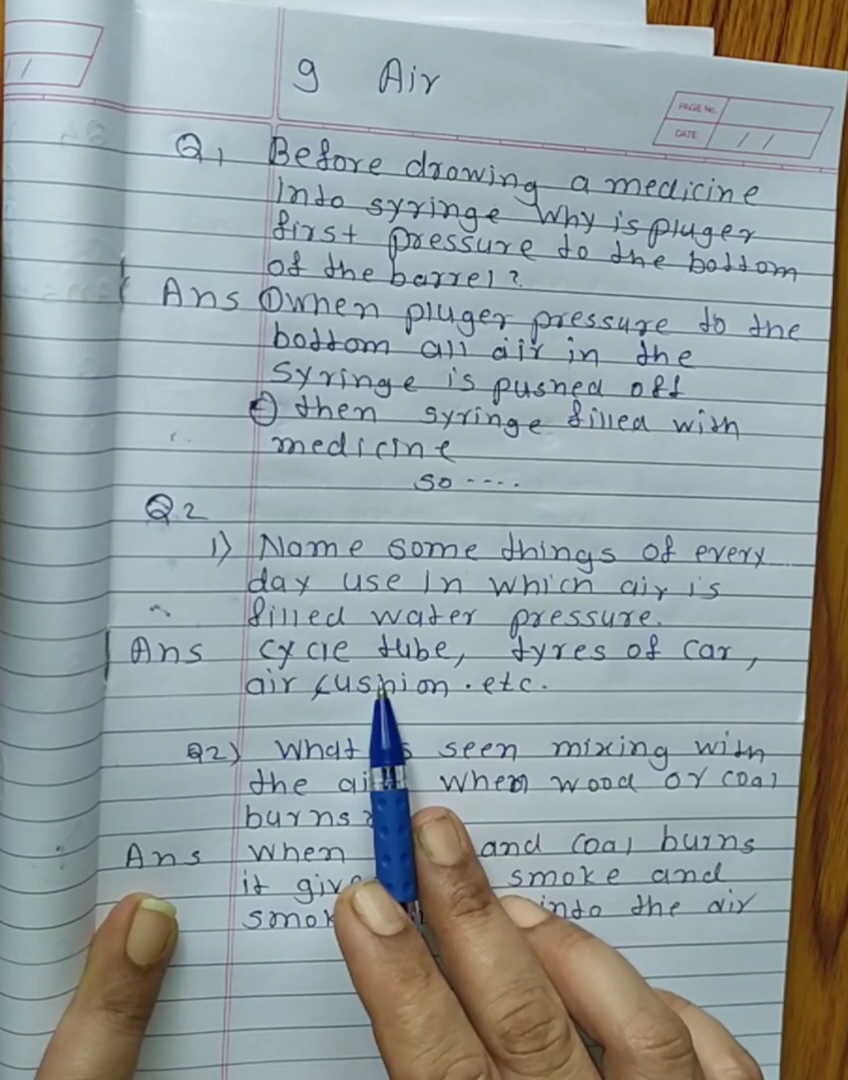 9 Air
PAGE NO.
DATE / /
Q1 Before drowing a medicine
into syringe Why is pluger
first pressure to the bottom
of the barrel?
Ans ① when pluger pressure to the
bottom all air in the
syringe is pushed off
② then syringe filled with
medicine
so ----
Q2
1) Name some things of every
day use in which air is
filled water pressure.
Ans cycle tube, tyres of car,
air cushion. etc.
Q2) What seen mixing with
the when wood or coal
burns?
Ans When and coal burns
it smoke and
into the air